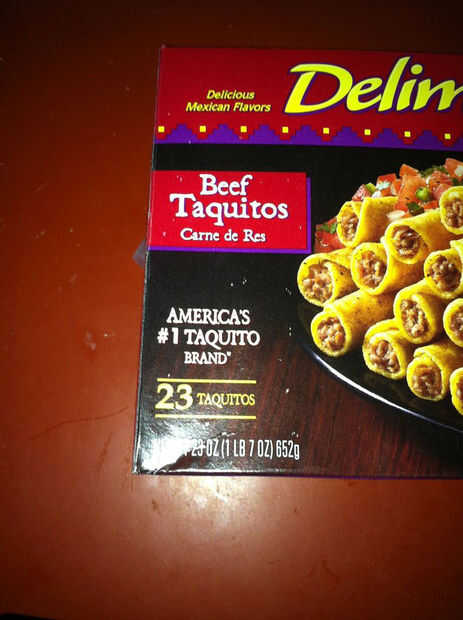 Delicious
Mexican Flavors
Delim
Beef
Taquitos
Carne de Res
AMERICA'S
#1 TAQUITO
BRAND*
23 TAQUITOS
23 OZ (1 LB 7 OZ) 652g